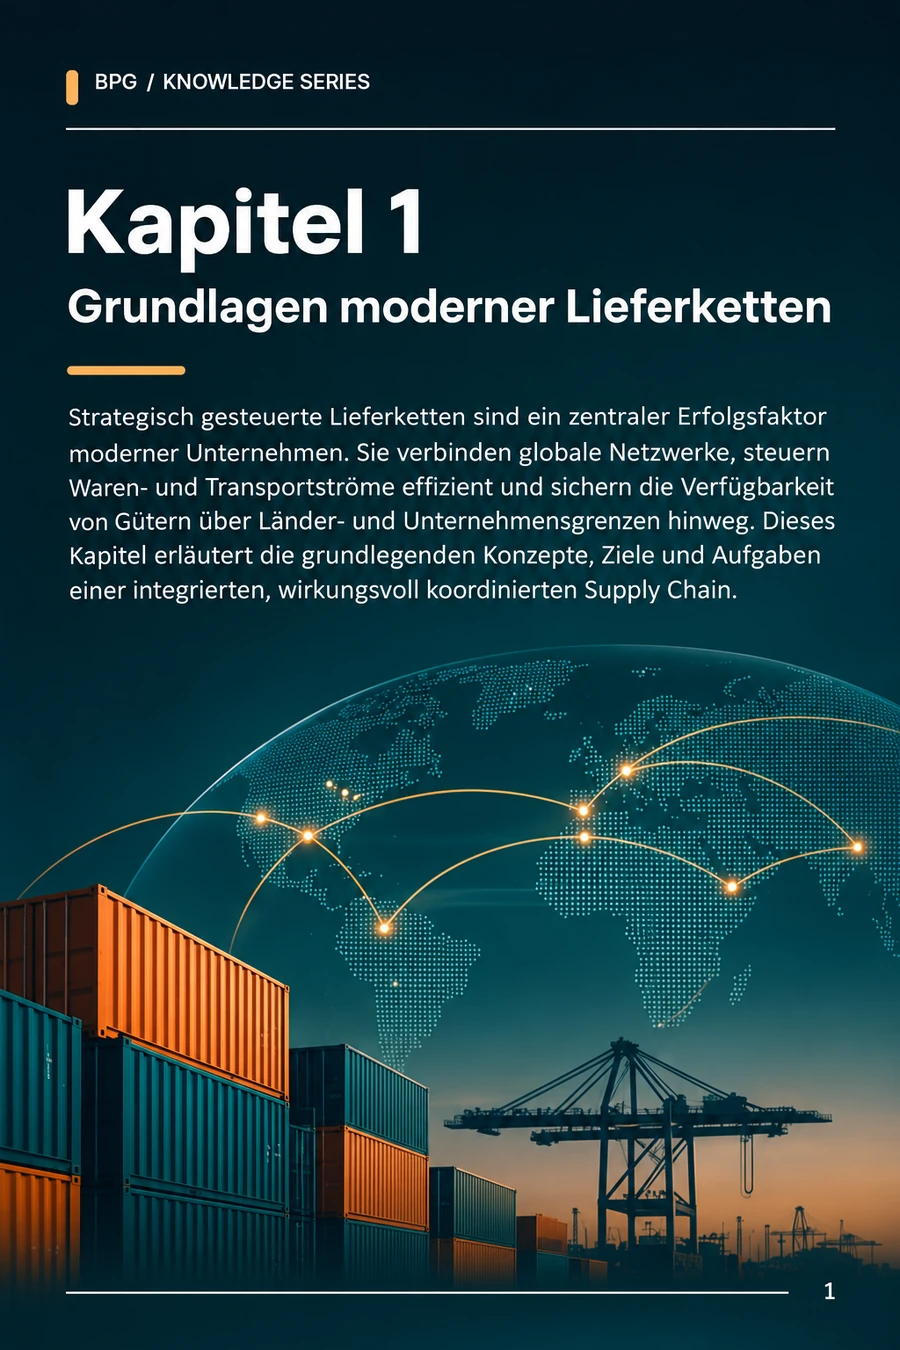 BPG / KNOWLEDGE SERIES
Kapitel 1
Grundlagen moderner Lieferketten
Strategisch gesteuerte Lieferketten sind ein zentraler Erfolgsfaktor
moderner Unternehmen. Sie verbinden globale Netzwerke, steuern
Waren- und Transportströme effizient und sichern die Verfügbarkeit
von Gütern über Länder- und Unternehmensgrenzen hinweg. Dieses
Kapitel erläutert die grundlegenden Konzepte, Ziele und Aufgaben
einer integrierten, wirkungsvoll koordinierten Supply Chain.
1